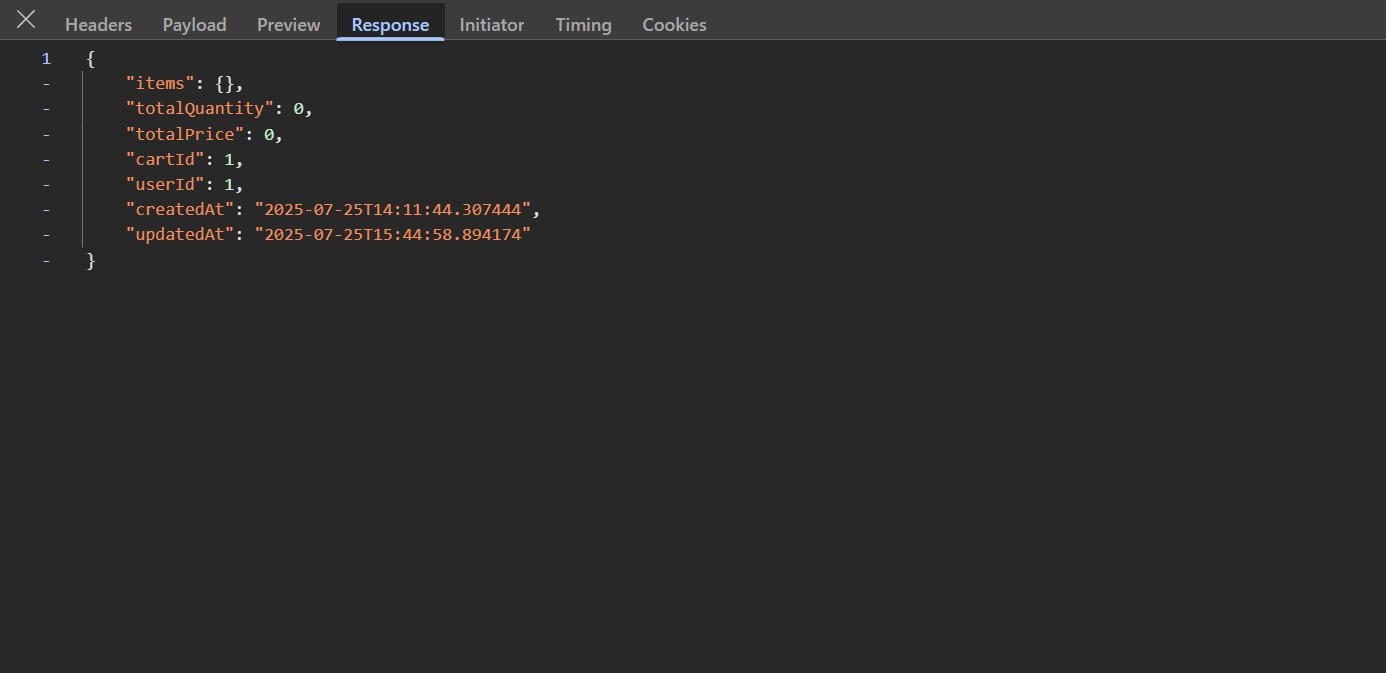 Headers Payload Preview Response Initiator Timing Cookies
1 {
- "items": {},
- "totalQuantity": 0,
- "totalPrice": 0,
- "cartId": 1,
- "userId": 1,
- "createdAt": "2025-07-25T14:11:44.307444",
- "updatedAt": "2025-07-25T15:44:58.894174"
- }